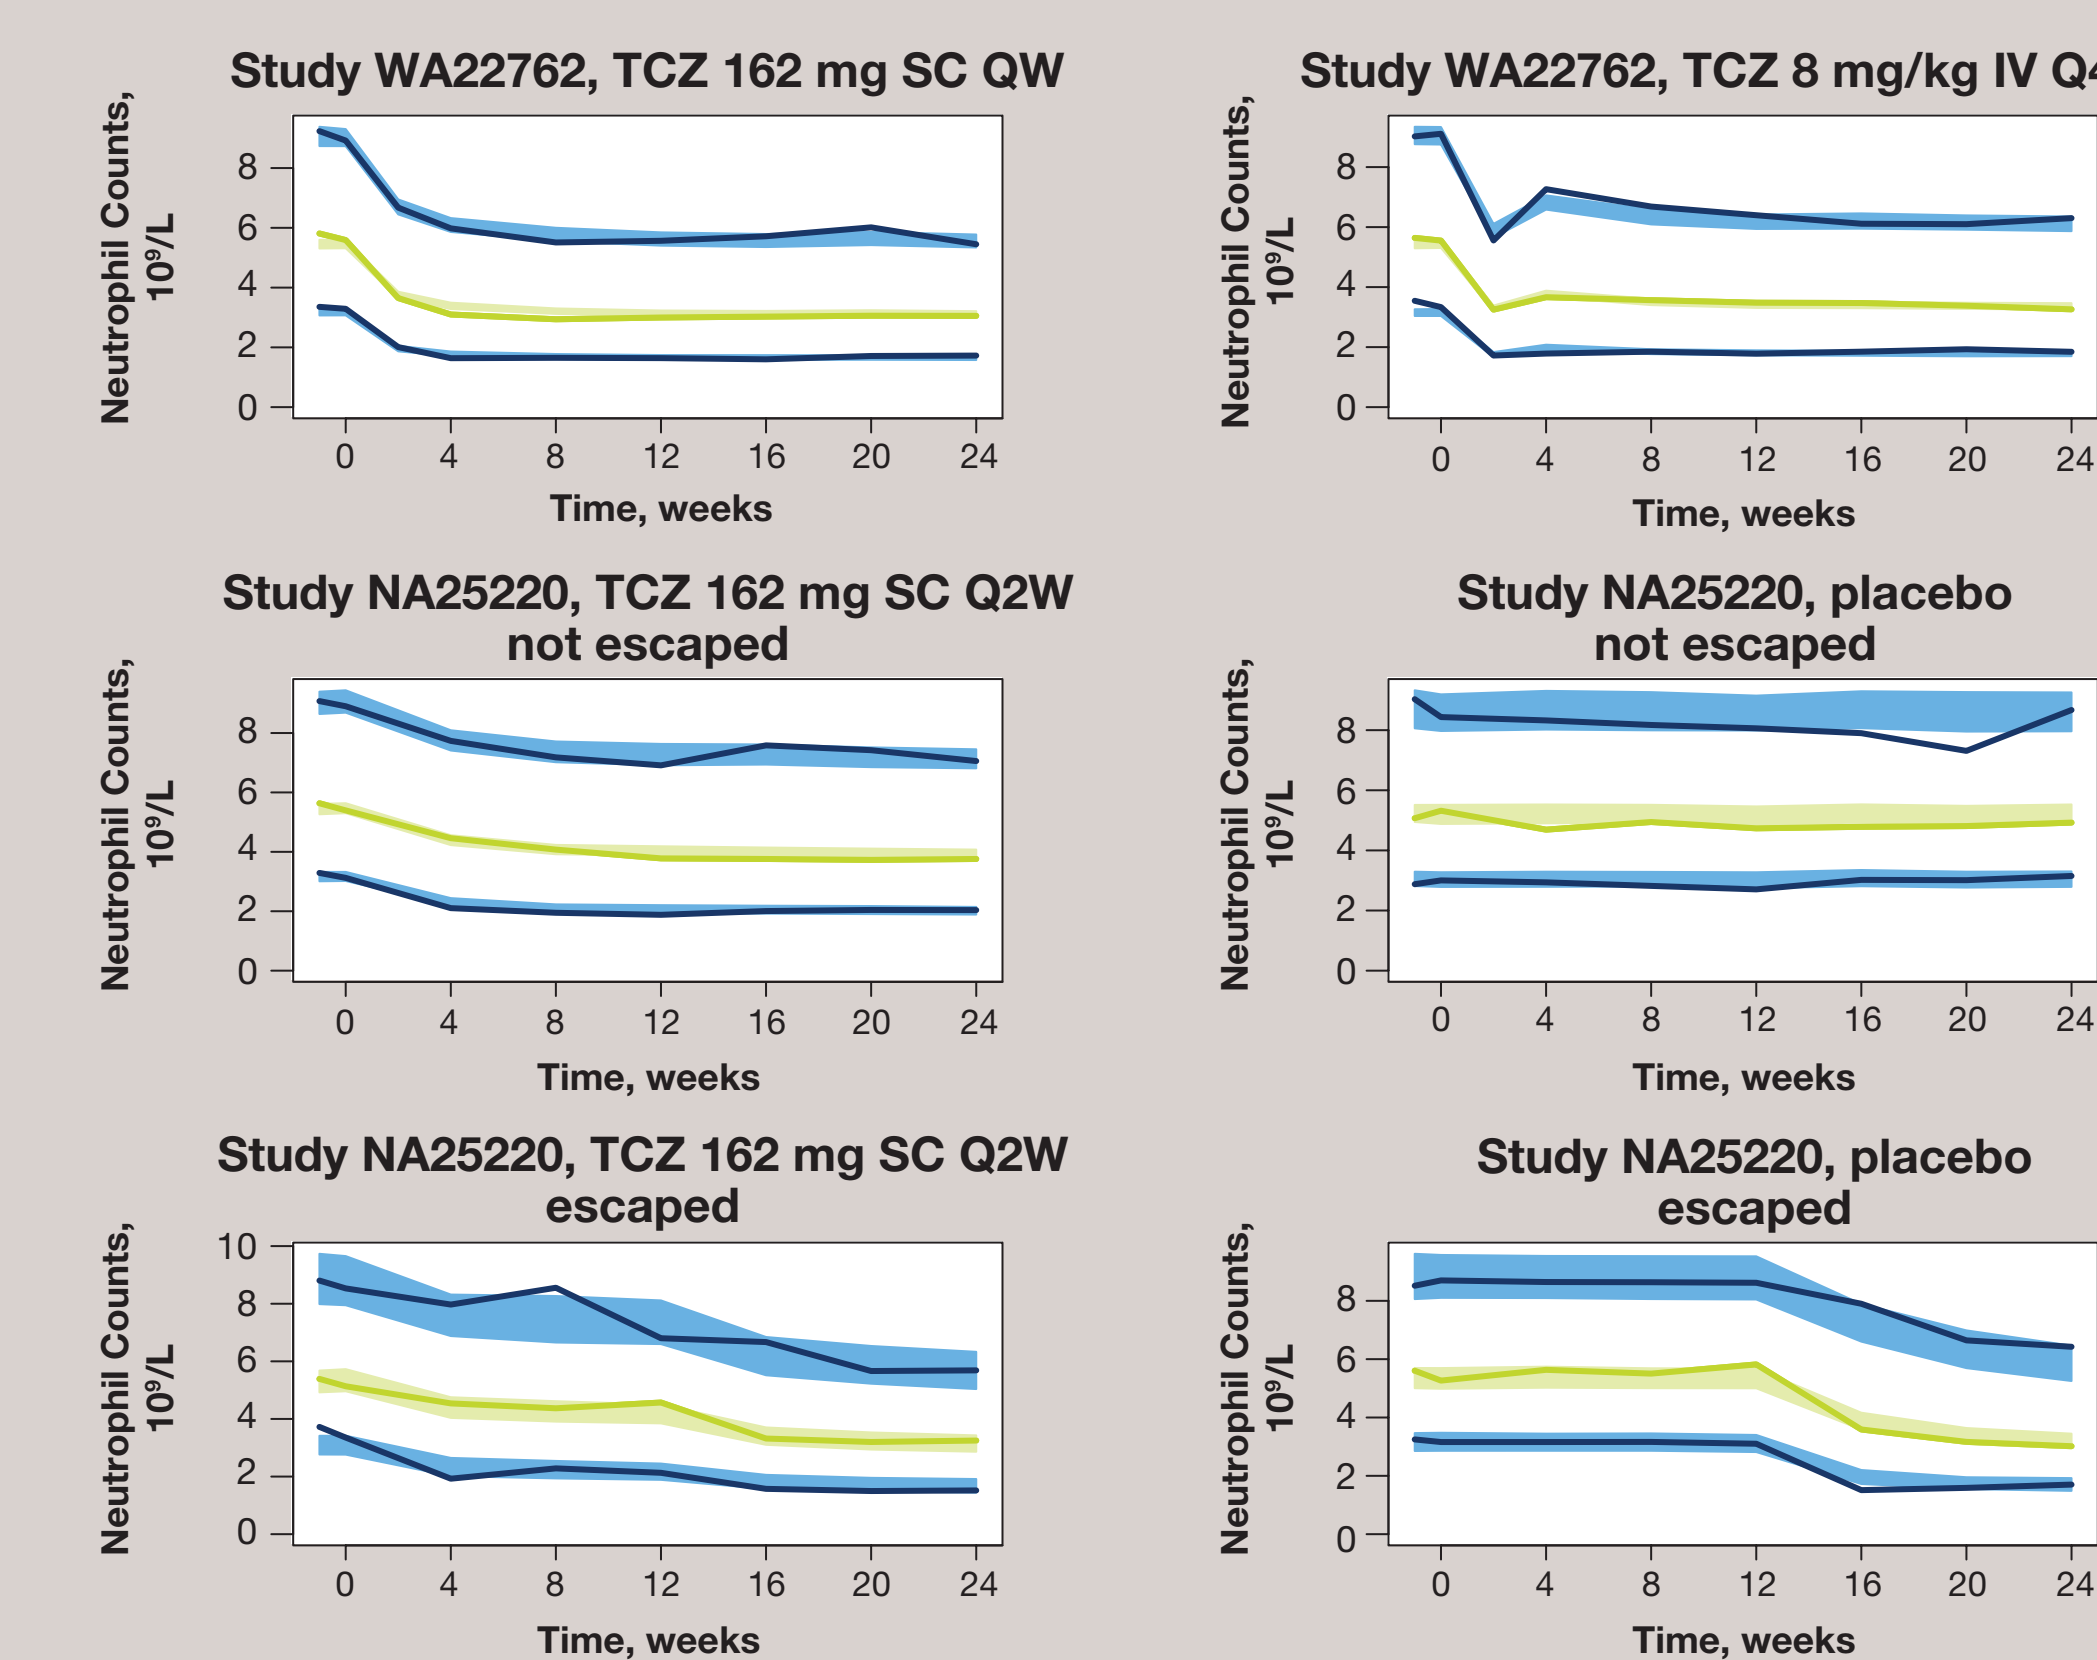 Study WA22762, TCZ 162 mg SC QW
Neutrophil Counts,
10⁹/L
8
6
4
2
0
0 4 8 12 16 20 24
Time, weeks
Study WA22762, TCZ 8 mg/kg IV Q4
Neutrophil Counts,
10⁹/L
8
6
4
2
0
0 4 8 12 16 20 24
Time, weeks
Study NA25220, TCZ 162 mg SC Q2W
not escaped
Neutrophil Counts,
10⁹/L
8
6
4
2
0
0 4 8 12 16 20 24
Time, weeks
Study NA25220, placebo
not escaped
Neutrophil Counts,
10⁹/L
8
6
4
2
0
0 4 8 12 16 20 24
Time, weeks
Study NA25220, TCZ 162 mg SC Q2W
escaped
Neutrophil Counts,
10⁹/L
10
8
6
4
2
0
0 4 8 12 16 20 24
Time, weeks
Study NA25220, placebo
escaped
Neutrophil Counts,
10⁹/L
8
6
4
2
0
0 4 8 12 16 20 24
Time, weeks